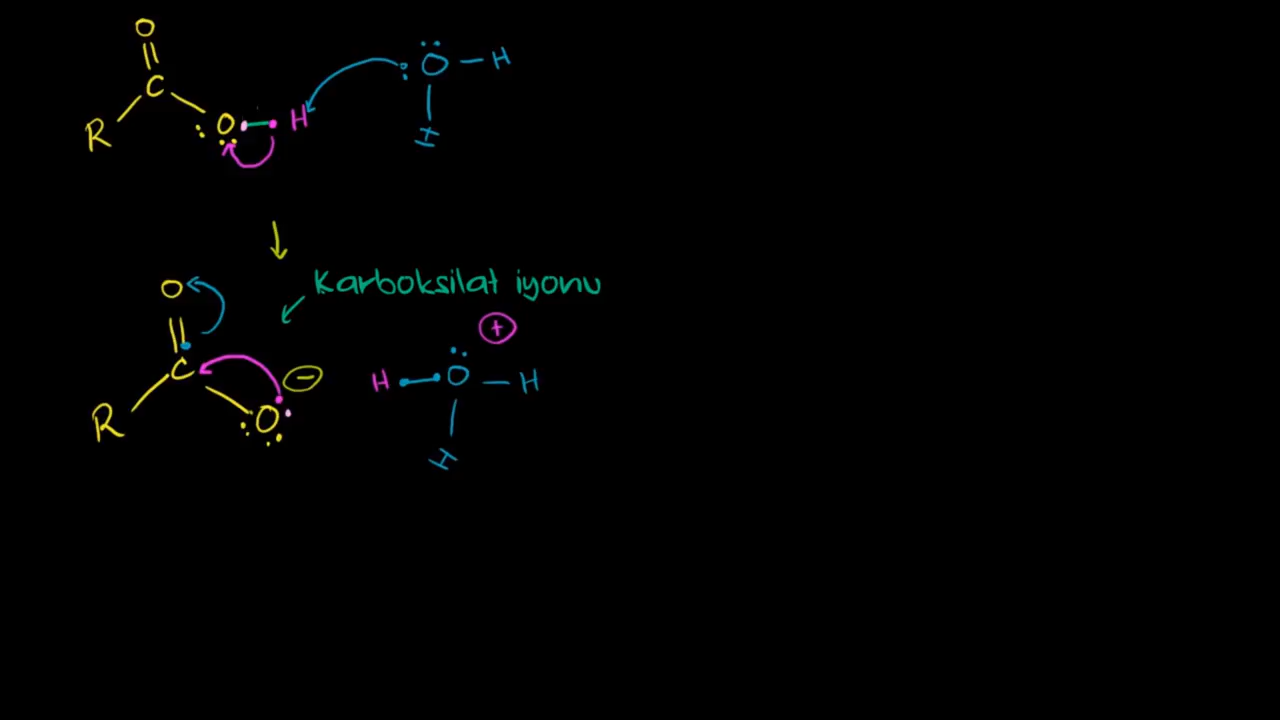 O
O H
C
R O H
H
Karboksilat iyonu
O
+
C H O H
−
R O
H